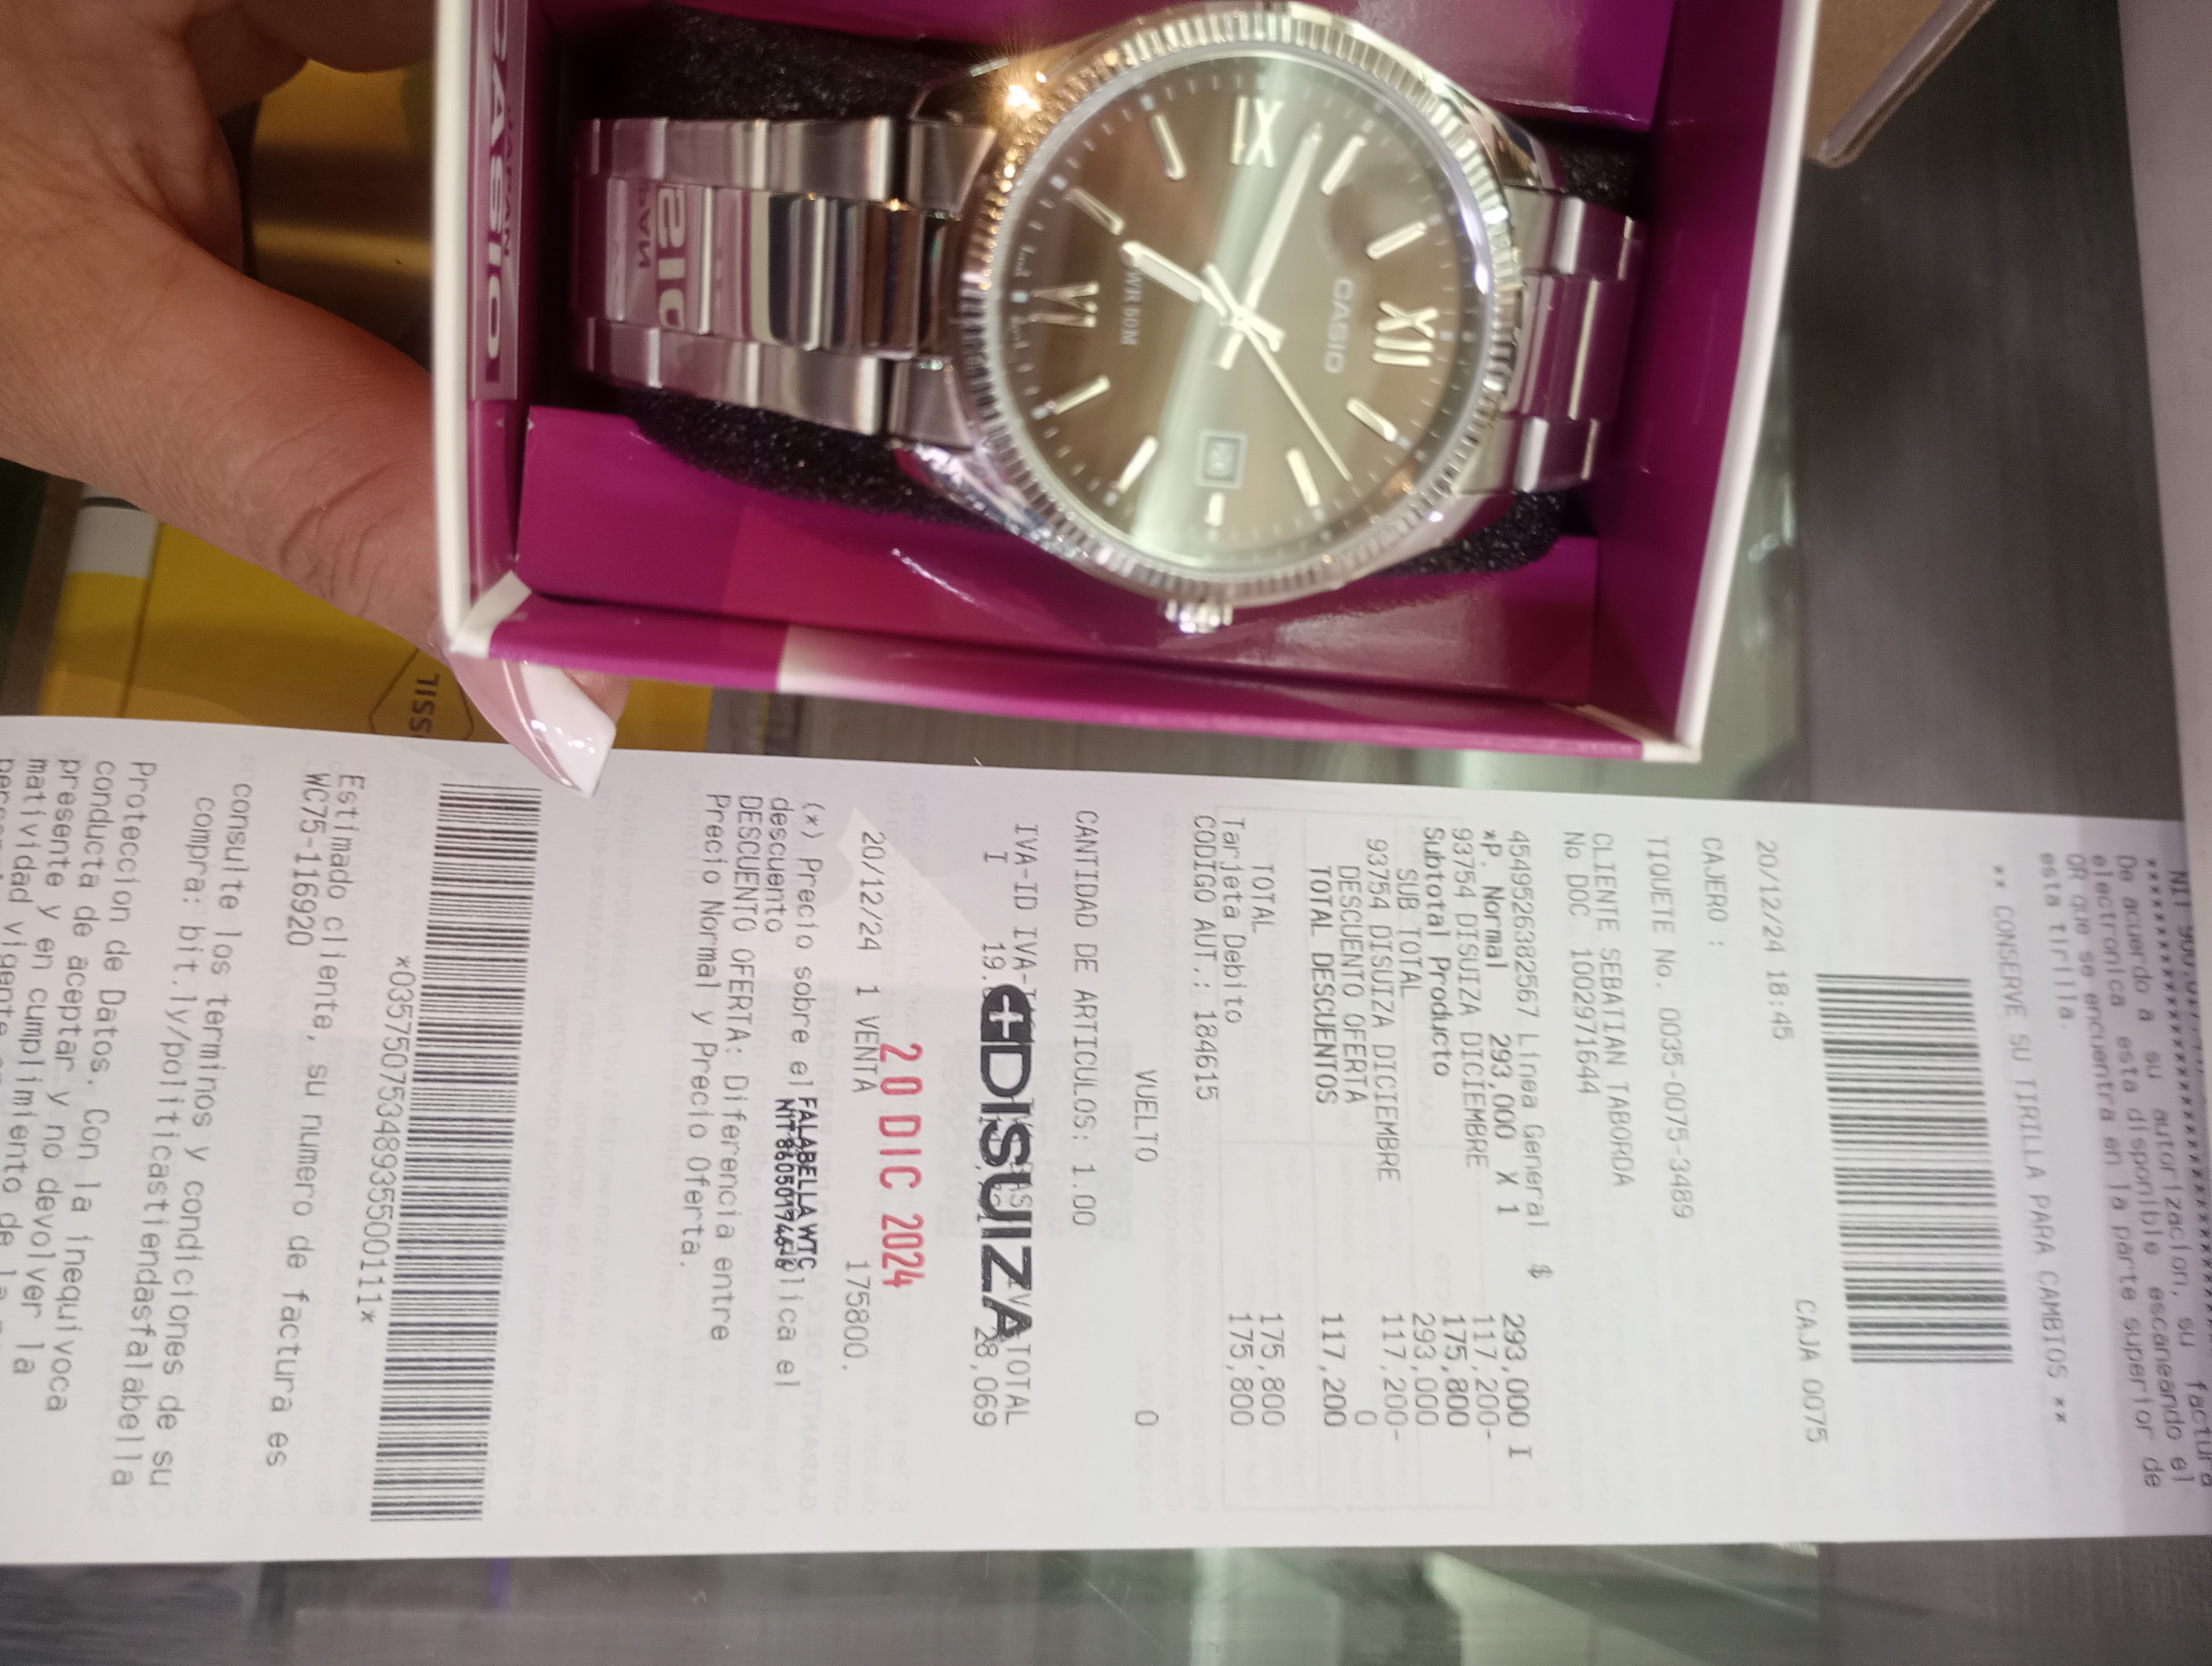 CASIO
IX
XII
VI
CASIO
WR 50M
20
De acuerdo a su autorizacion, su factura
electronica esta disponible escaneando el
QR que se encuentra en la parte superior de
esta tirilla.
** CONSERVE SU TIRILLA PARA CAMBIOS **
20/12/24 18:45 CAJA 0075
CAJERO :
TIQUETE No. 0035-0075-3489
CLIENTE SEBATIAN TABORDA
No DOC 1002971644
4549526382567 Linea General $ 293,000 I
*P. Normal 293,000 X 1 117,200-
93754 DISUIZA DICIEMBRE
Subtotal Producto 175,800
SUB TOTAL 293,000
93754 DISUIZA DICIEMBRE 117,200-
DESCUENTO OFERTA 0
TOTAL DESCUENTOS 117,200
TOTAL 175,800
Tarjeta Debito 175,800
CODIGO AUT.: 184615
VUELTO 0
CANTIDAD DE ARTICULOS: 1.00
IVA-ID IVA- TOTAL
I 19. 28,069
DISUIZA
20 DIC 2024
20/12/24 1 VENTA 175800.
FALABELLA WTC
(*) Precio sobre el
descuento
DESCUENTO OFERTA: Diferencia entre
Precio Normal y Precio Oferta.
*035750075348935500111*
Estimado cliente, su numero de factura es
WC75-116920
consulte los terminos y condiciones de su
compra: bit.ly/politicastiendasfalabella
Proteccion de Datos. Con la inequivoca
conducta de aceptar y no devolver la
presente y en cumplimiento de la
matividad vigente